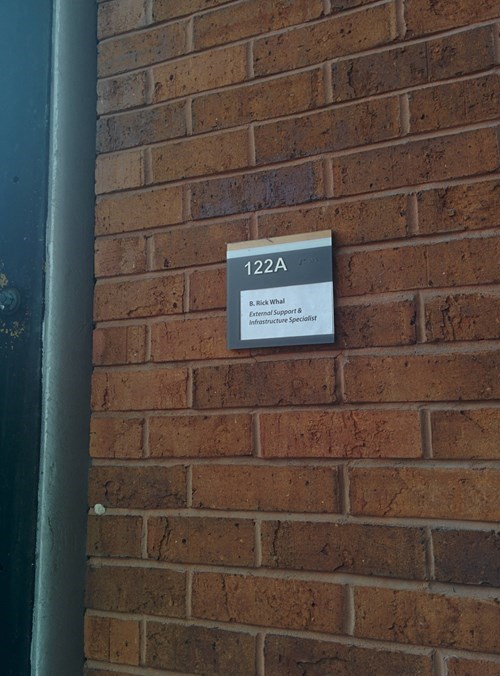 122A
B. Rick Whal
External Support &
Infrastructure Specialist